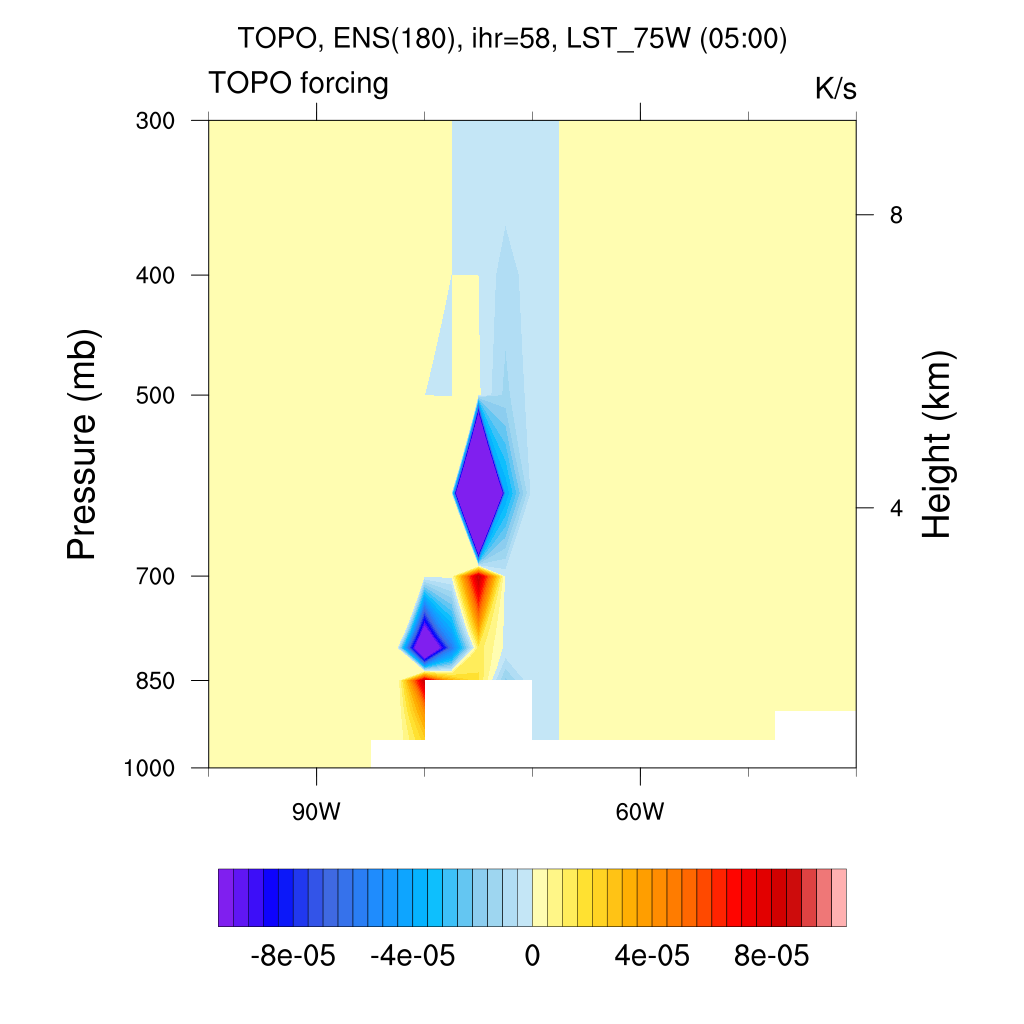 TOPO, ENS(180), ihr=58, LST_75W (05:00)
TOPO forcing
K/s
300
400
500
700
850
1000
Pressure (mb)
8
4
Height (km)
90W
60W
-8e-05
-4e-05
0
4e-05
8e-05